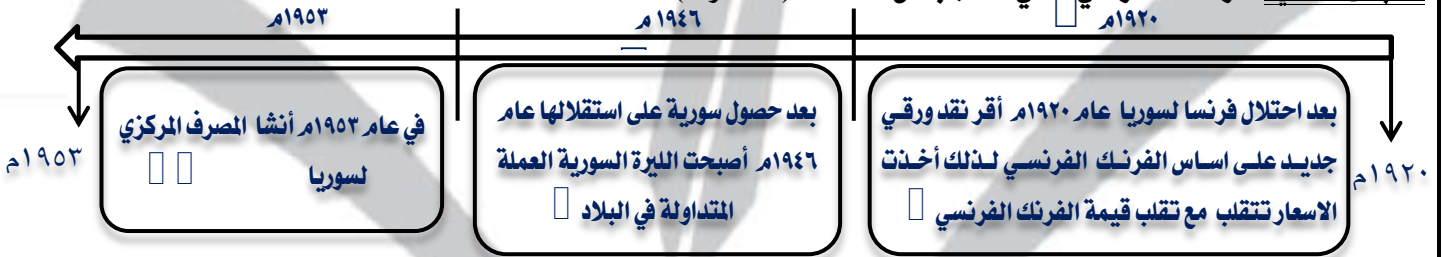 ١٩٢٠م
١٩٤٦م
١٩٥٣م
١٩٢٠م
بعد احتلال فرنسا لسوريا عام ١٩٢٠م أقر نقد ورقي
جديد على اساس الفرنك الفرنسي لذلك أخذت
الاسعار تتقلب مع تقلب قيمة الفرنك الفرنسي
بعد حصول سورية على استقلالها عام
١٩٤٦م أصبحت الليرة السورية العملة
المتداولة في البلاد
في عام ١٩٥٣م أنشا المصرف المركزي
لسوريا
١٩٥٣م